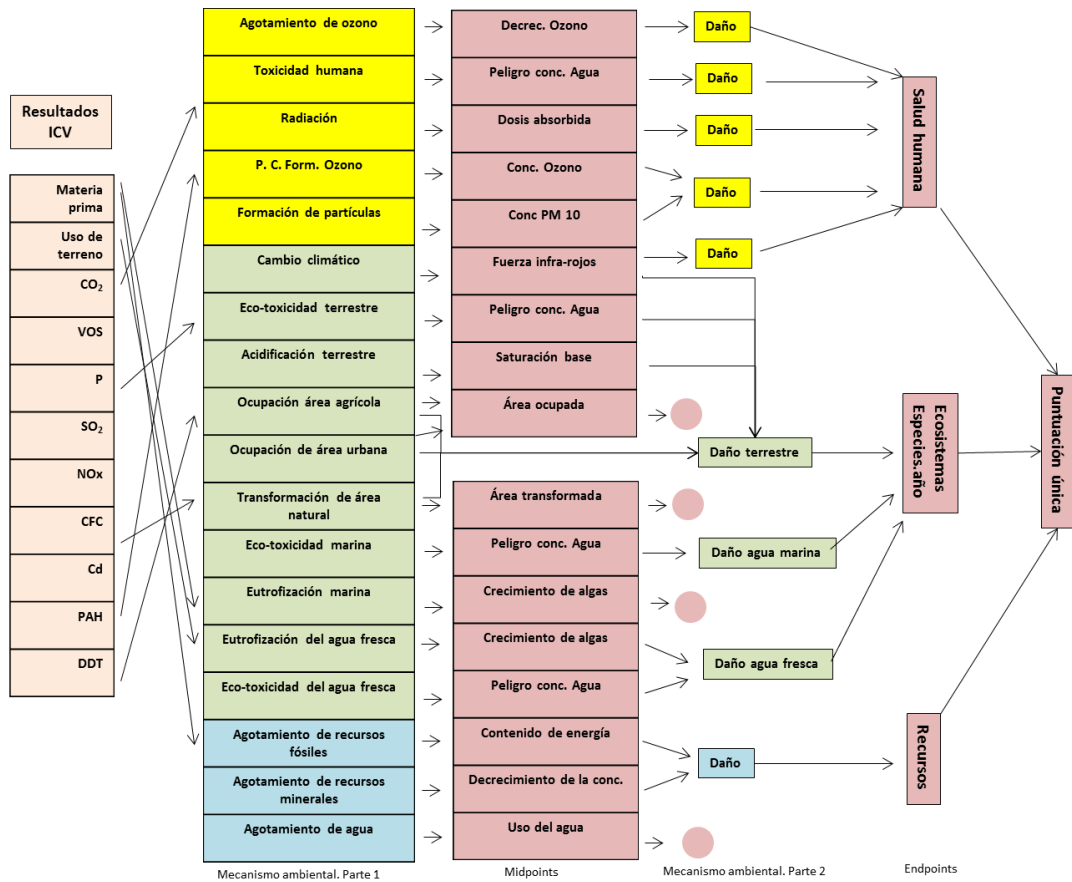 Resultados
ICV
Materia
prima
Uso de
terreno
CO₂
VOS
P
SO₂
NOx
CFC
Cd
PAH
DDT
Agotamiento de ozono
Toxicidad humana
Radiación
P. C. Form. Ozono
Formación de partículas
Cambio climático
Eco-toxicidad terrestre
Acidificación terrestre
Ocupación área agrícola
Ocupación de área urbana
Transformación de área
natural
Eco-toxicidad marina
Eutrofización marina
Eutrofización del agua fresca
Eco-toxicidad del agua fresca
Agotamiento de recursos
fósiles
Agotamiento de recursos
minerales
Agotamiento de agua
Mecanismo ambiental. Parte 1
Decrec. Ozono
Peligro conc. Agua
Dosis absorbida
Conc. Ozono
Conc PM 10
Fuerza infra-rojos
Peligro conc. Agua
Saturación base
Área ocupada
Área transformada
Peligro conc. Agua
Crecimiento de algas
Crecimiento de algas
Peligro conc. Agua
Contenido de energía
Decrecimiento de la conc.
Uso del agua
Midpoints
Daño
Daño
Daño
Daño
Daño
Daño terrestre
Daño agua marina
Daño agua fresca
Daño
Mecanismo ambiental. Parte 2
Salud humana
Ecosistemas
Especies.año
Recursos
Endpoints
Puntuación
única